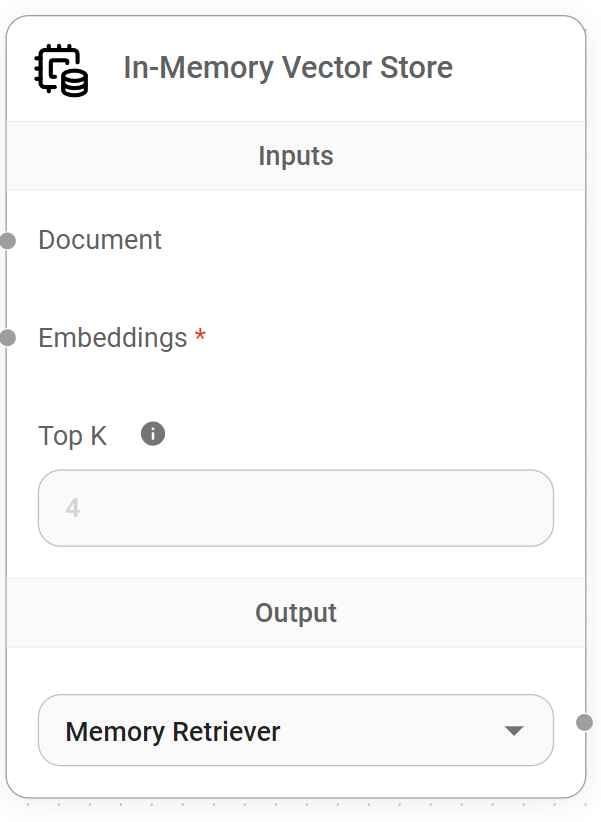 In-Memory Vector Store
Inputs
Document
Embeddings *
Top K
4
Output
Memory Retriever